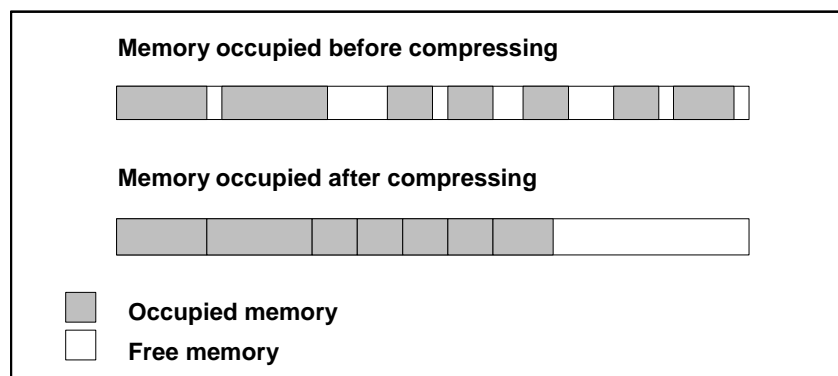 Memory occupied before compressing
Memory occupied after compressing
Occupied memory
Free memory